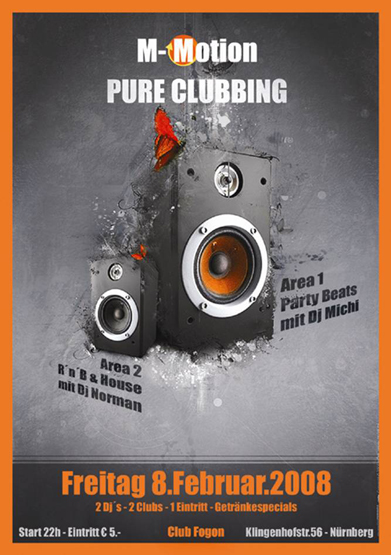 M-Motion
PURE CLUBBING
Area 1
Party Beats
mit Dj Michl
Area 2
R´n´B & House
mit Dj Norman
Freitag 8.Februar.2008
2 Dj´s - 2 Clubs - 1 Eintritt - Getränkespecials
Start 22h - Eintritt € 5.- Club Fogon Klingenhofstr.56 - Nürnberg